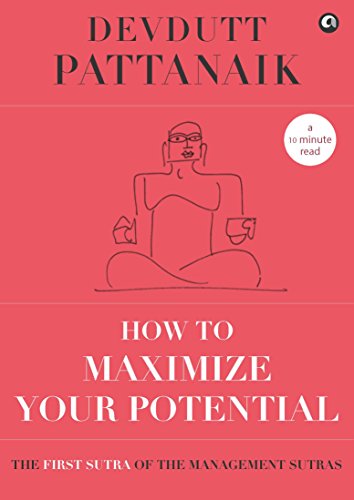 DEVDUTT
PATTANAIK
a
10 minute
read
HOW TO
MAXIMIZE
YOUR POTENTIAL
THE FIRST SUTRA OF THE MANAGEMENT SUTRAS